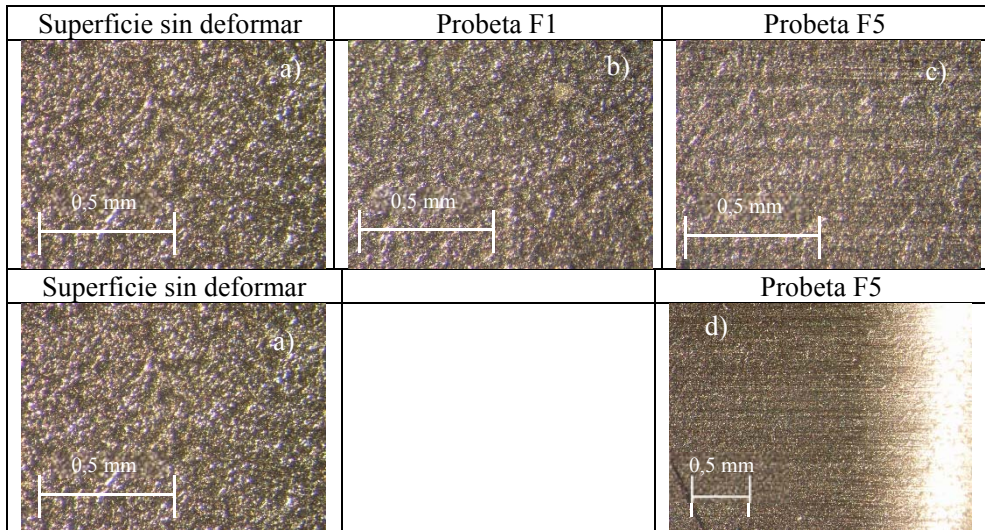 Superficie sin deformar
Probeta F1
Probeta F5
a)
b)
c)
0,5 mm
0,5 mm
0,5 mm
Superficie sin deformar
Probeta F5
a)
d)
0,5 mm
0,5 mm